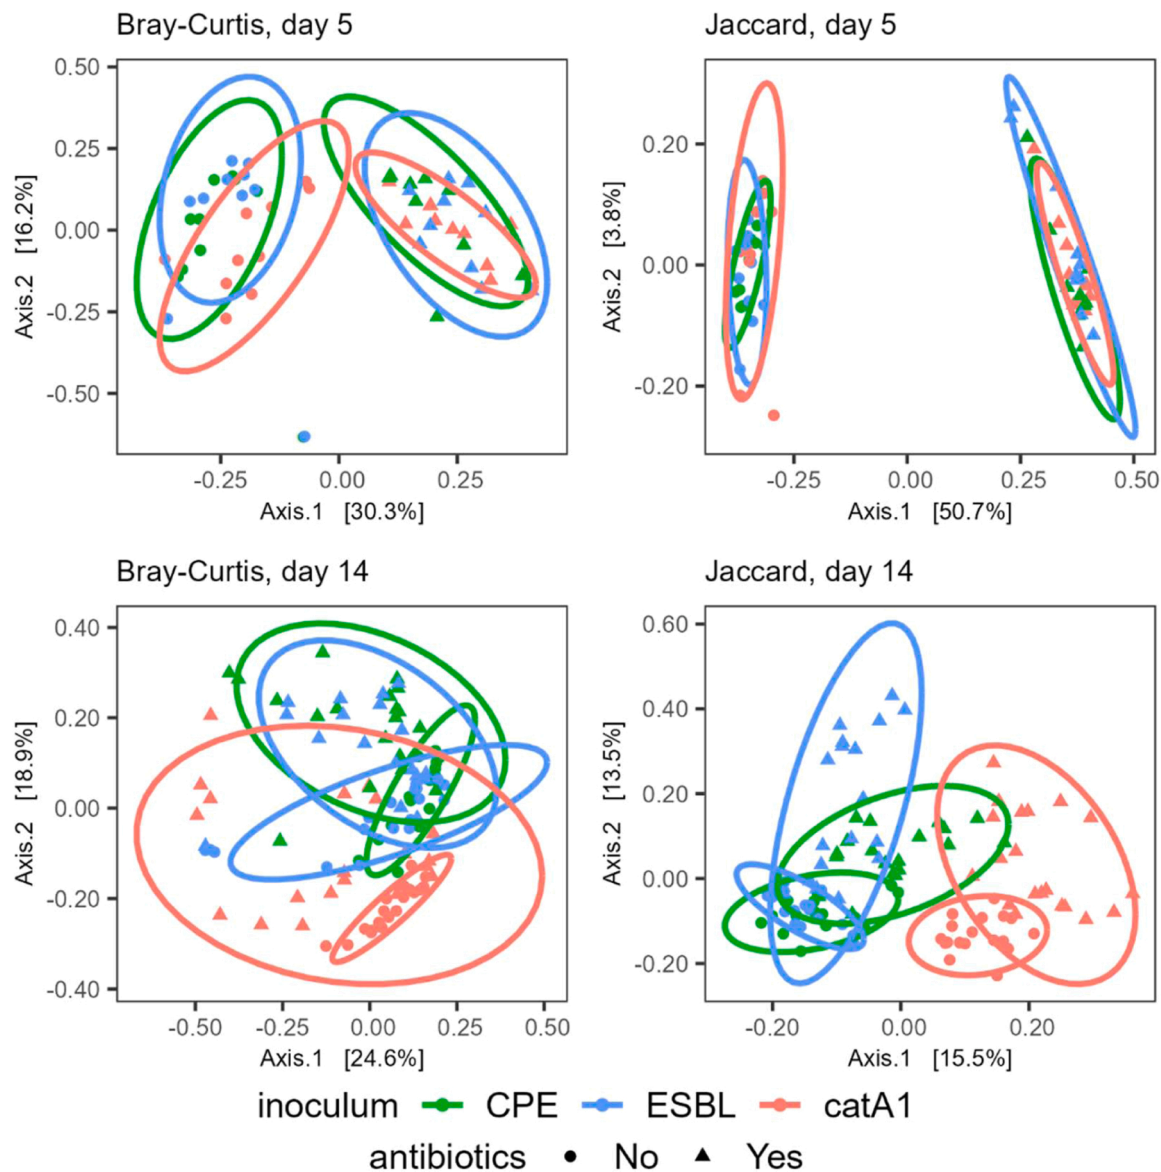 Bray-Curtis, day 5
0.50
0.25
0.00
-0.25
-0.50
Axis.2 [16.2%]
-0.25 0.00 0.25
Axis.1 [30.3%]
Jaccard, day 5
0.20
0.00
-0.20
Axis.2 [3.8%]
-0.25 0.00 0.25 0.50
Axis.1 [50.7%]
Bray-Curtis, day 14
0.40
0.20
0.00
-0.20
-0.40
Axis.2 [18.9%]
-0.50 -0.25 0.00 0.25 0.50
Axis.1 [24.6%]
Jaccard, day 14
0.60
0.40
0.20
0.00
-0.20
Axis.2 [13.5%]
-0.20 0.00 0.20
Axis.1 [15.5%]
inoculum CPE ESBL catA1
antibiotics No Yes